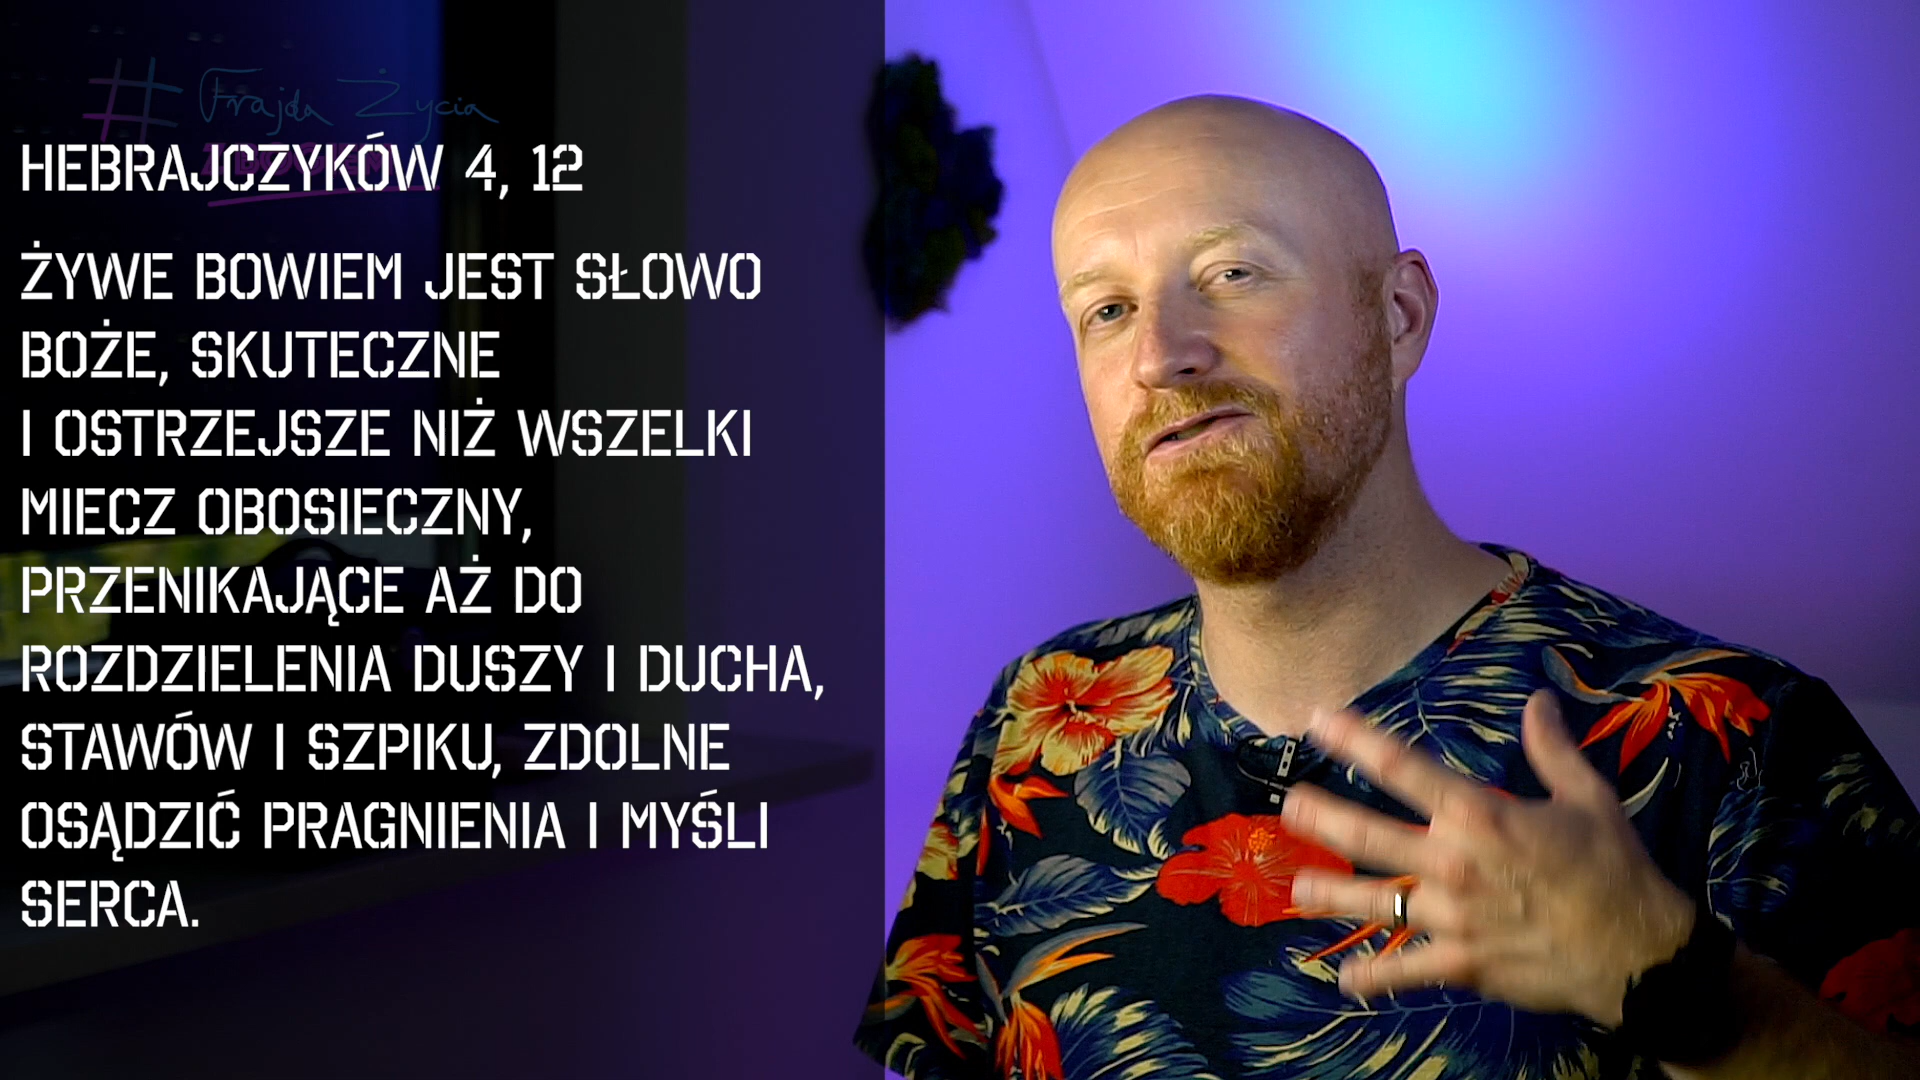 # Frajda Życia
HEBRAJCZYKÓW 4, 12
ŻYWE BOWIEM JEST SŁOWO
BOŻE, SKUTECZNE
I OSTRZEJSZE NIŻ WSZELKI
MIECZ OBOSIECZNY,
PRZENIKAJĄCE AŻ DO
ROZDZIELENIA DUSZY I DUCHA,
STAWÓW I SZPIKU, ZDOLNE
OSĄDZIĆ PRAGNIENIA I MYŚLI
SERCA.